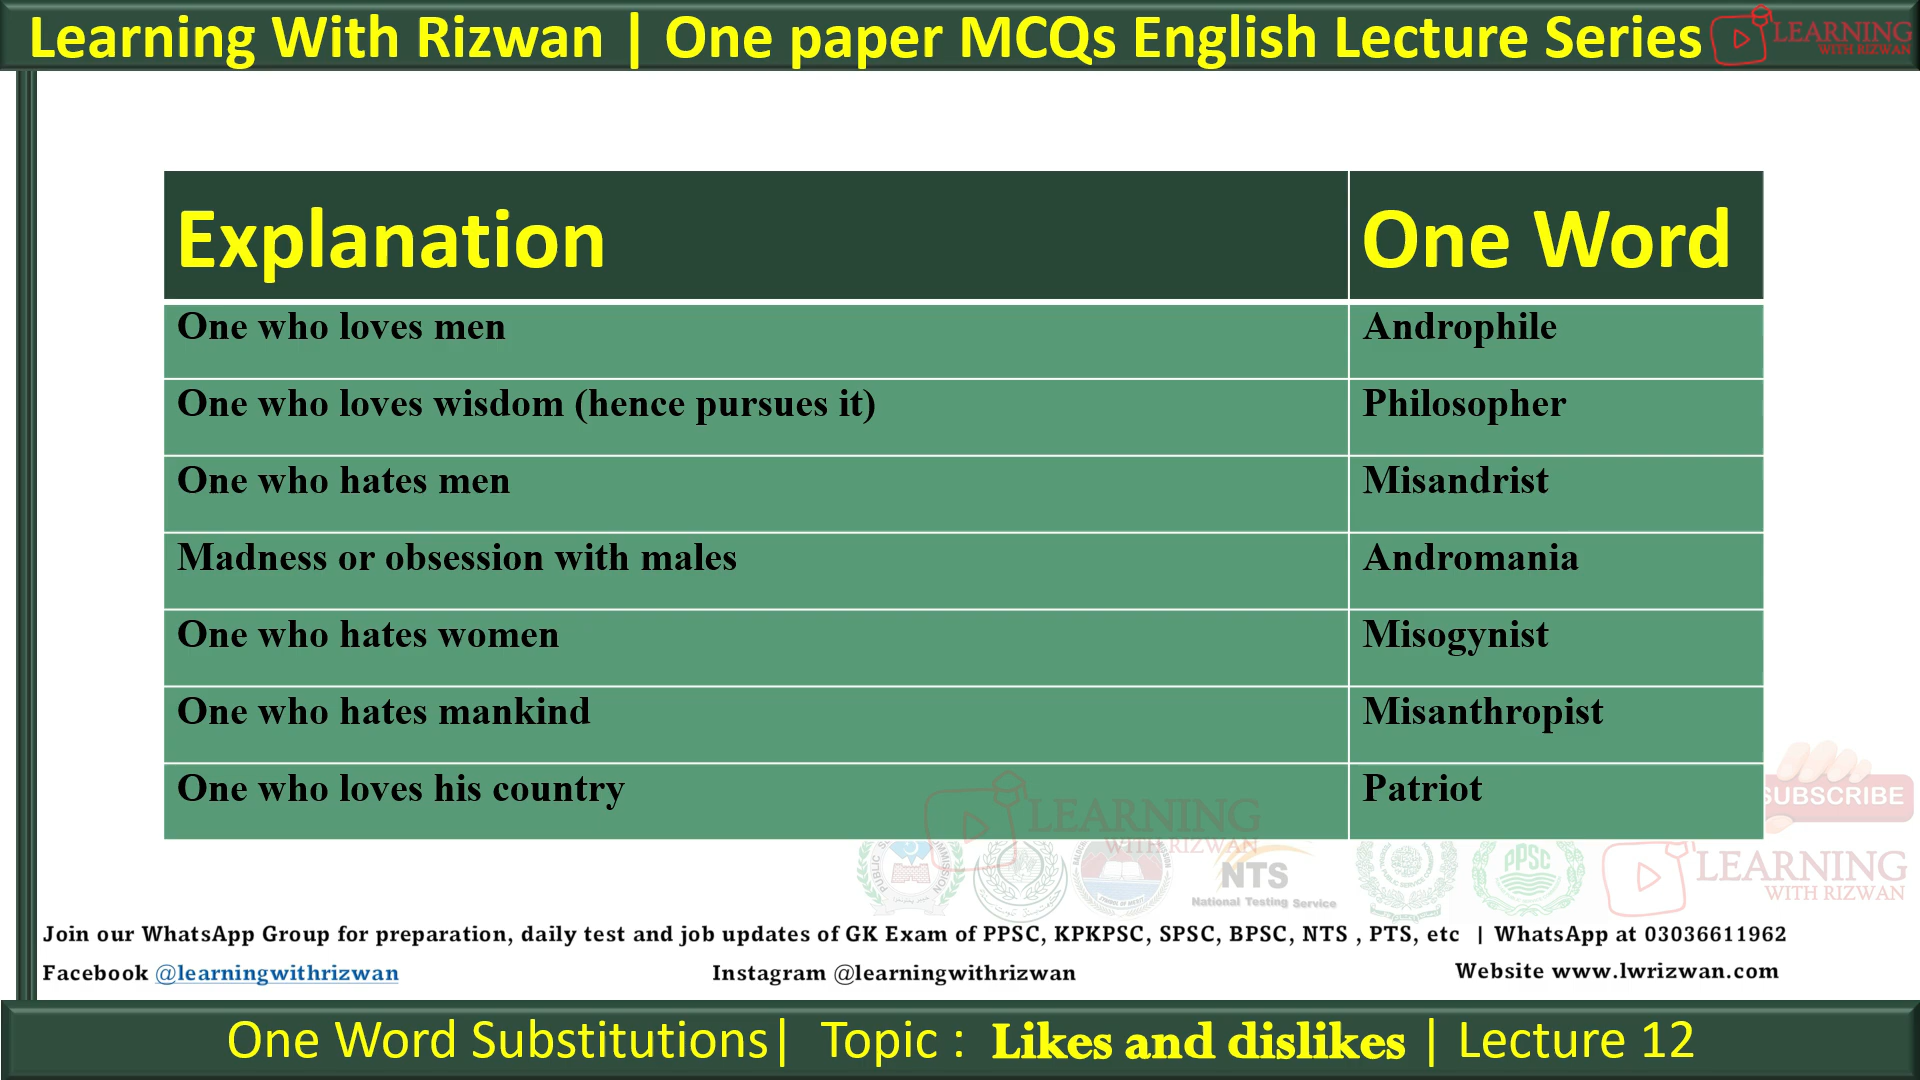 Learning With Rizwan | One paper MCQs English Lecture Series
LEARNING
WITH RIZWAN
Explanation One Word
One who loves men Androphile
One who loves wisdom (hence pursues it) Philosopher
One who hates men Misandrist
Madness or obsession with males Andromania
One who hates women Misogynist
One who hates mankind Misanthropist
One who loves his country Patriot
SUBSCRIBE
LEARNING
WITH RIZWAN
NTS
National Testing Service
PPSC
LEARNING
WITH RIZWAN
Join our WhatsApp Group for preparation, daily test and job updates of GK Exam of PPSC, KPKPSC, SPSC, BPSC, NTS , PTS, etc | WhatsApp at 03036611962
Facebook @learningwithrizwan Instagram @learningwithrizwan Website www.lwrizwan.com
One Word Substitutions| Topic : Likes and dislikes | Lecture 12